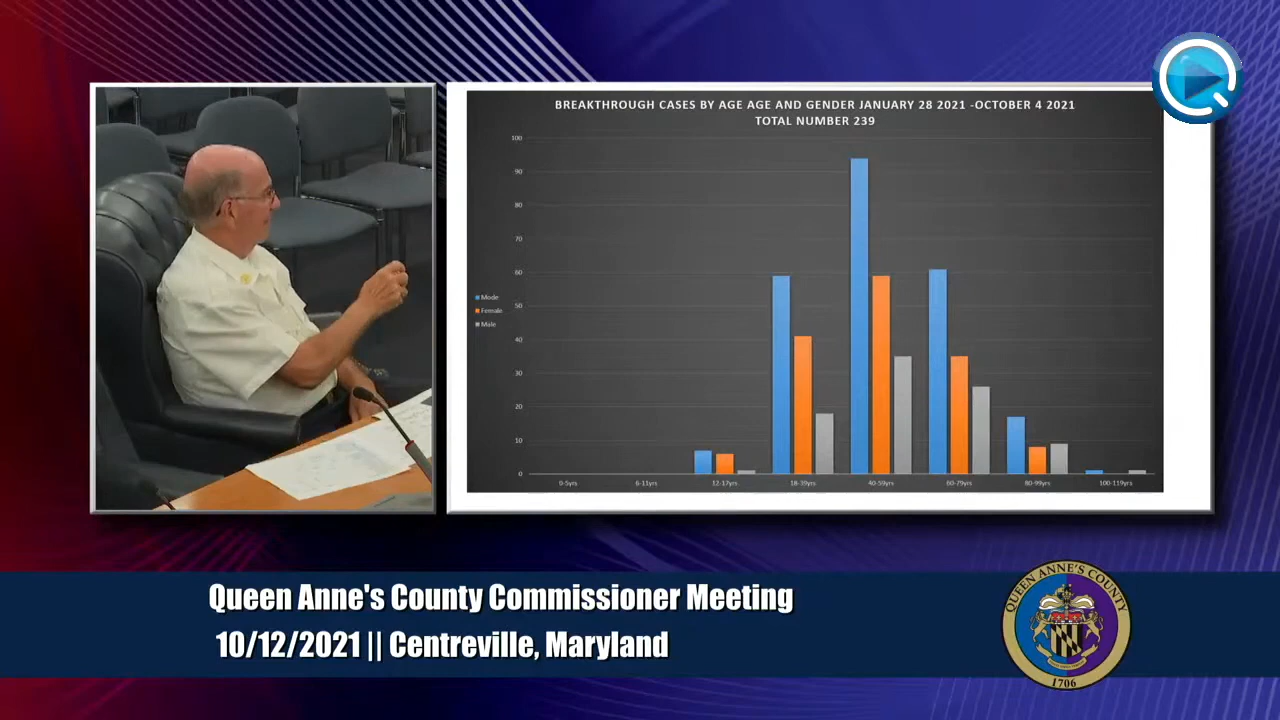 BREAKTHROUGH CASES BY AGE AGE AND GENDER JANUARY 28 2021 -OCTOBER 4 2021
TOTAL NUMBER 239
100
90
80
70
60
50
40
30
20
10
0
Mode
Female
Male
0-5yrs
6-11yrs
12-17yrs
18-39yrs
40-59yrs
60-79yrs
80-99yrs
100-119yrs
Queen Anne's County Commissioner Meeting
10/12/2021 || Centreville, Maryland
QUEEN ANNE'S COUNTY
1706